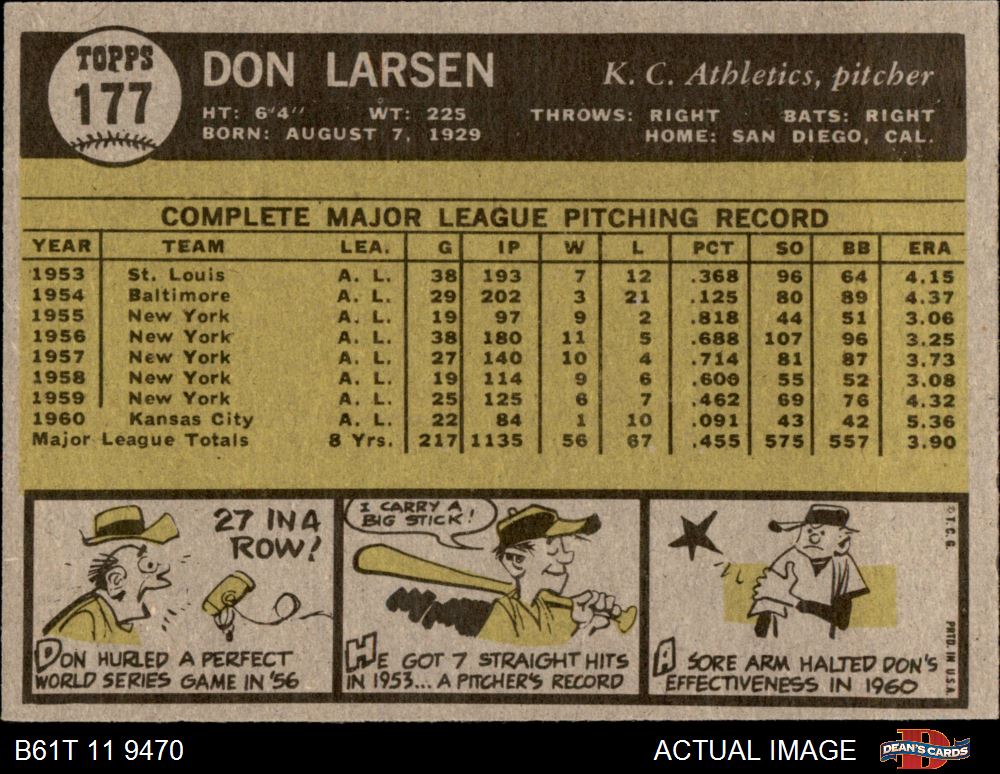 TOPPS
177
DON LARSEN K. C. Athletics, pitcher
HT: 6'4'' WT: 225 THROWS: RIGHT BATS: RIGHT
BORN: AUGUST 7, 1929 HOME: SAN DIEGO, CAL.
COMPLETE MAJOR LEAGUE PITCHING RECORD
YEAR TEAM LEA. G IP W L PCT SO BB ERA
1953 St. Louis A. L. 38 193 7 12 .368 96 64 4.15
1954 Baltimore A. L. 29 202 3 21 .125 80 89 4.37
1955 New York A. L. 19 97 9 2 .818 44 51 3.06
1956 New York A. L. 38 180 11 5 .688 107 96 3.25
1957 New York A. L. 27 140 10 4 .714 81 87 3.73
1958 New York A. L. 19 114 9 6 .600 55 52 3.08
1959 New York A. L. 25 125 6 7 .462 69 76 4.32
1960 Kansas City A. L. 22 84 1 10 .091 43 42 5.36
Major League Totals 8 Yrs. 217 1135 56 67 .455 575 557 3.90
27 IN A
ROW!
DON HURLED A PERFECT
WORLD SERIES GAME IN '56
I CARRY A
BIG STICK!
HE GOT 7 STRAIGHT HITS
IN 1953... A PITCHER'S RECORD
A SORE ARM HALTED DON'S
EFFECTIVENESS IN 1960
© T. C. G. PRTD. IN U.S.A.
B61T 11 9470 ACTUAL IMAGE
DEAN'S CARDS